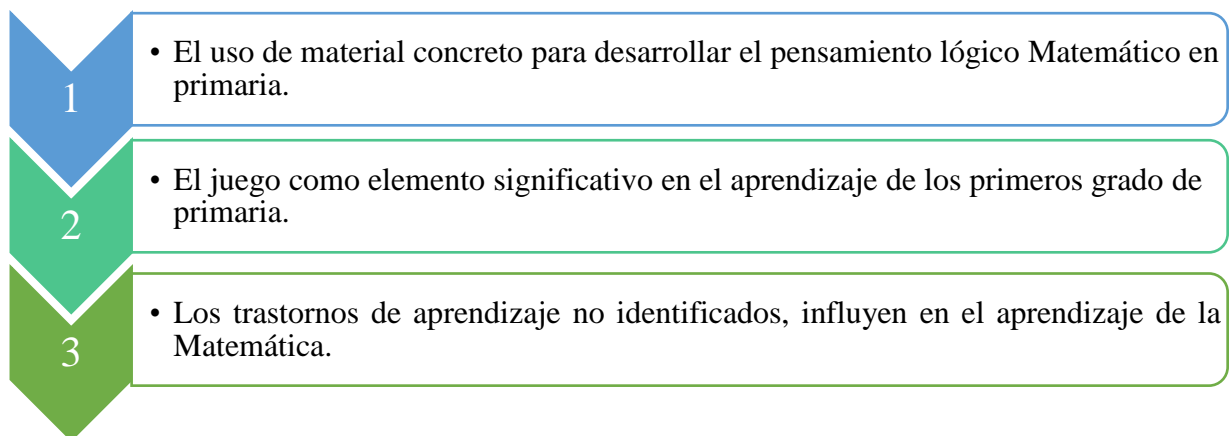 1
• El uso de material concreto para desarrollar el pensamiento lógico Matemático en
primaria.
2
• El juego como elemento significativo en el aprendizaje de los primeros grado de
primaria.
3
• Los trastornos de aprendizaje no identificados, influyen en el aprendizaje de la
Matemática.